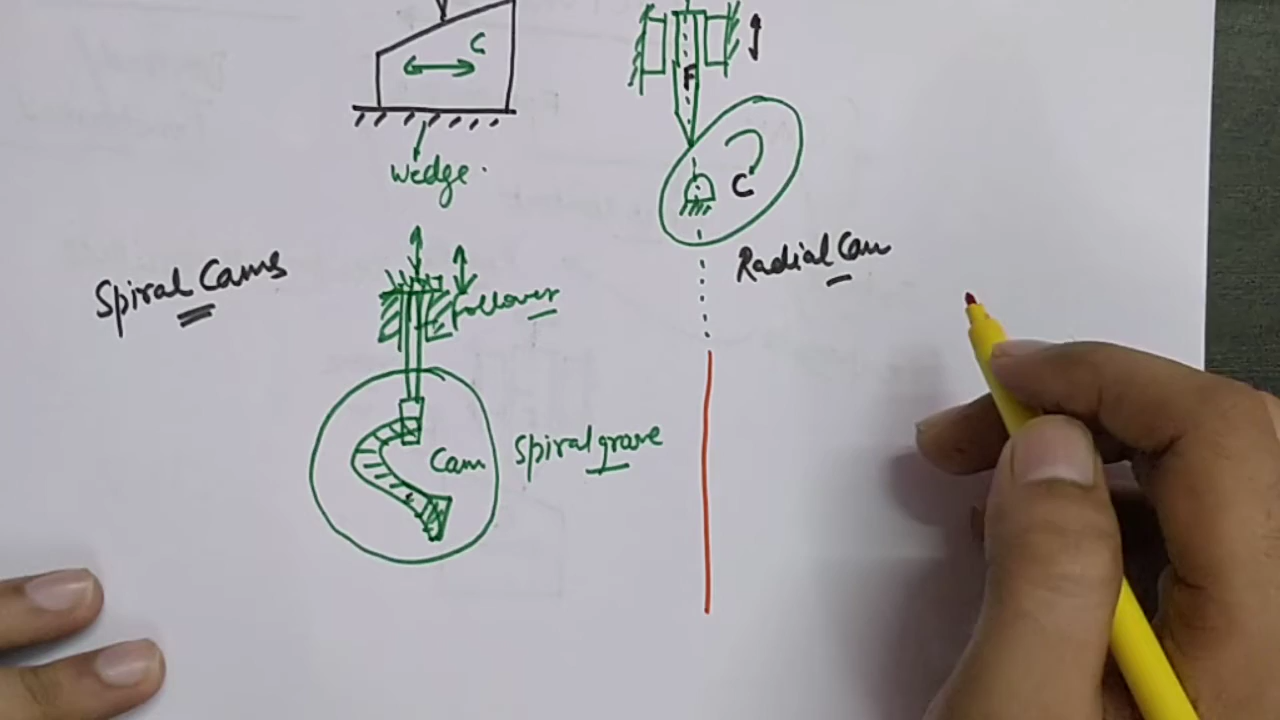 C
F
wedge.
C
Radial Cam
Spiral Cams
follower
Cam
Spiral grove